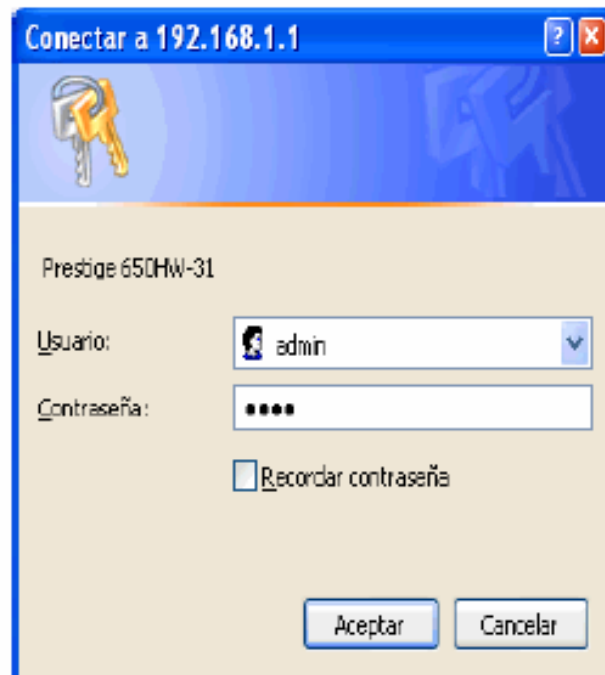 Conectar a 192.168.1.1
Prestige 650HW-31
Usuario: admin
Contraseña: ••••
Recordar contraseña
Aceptar Cancelar